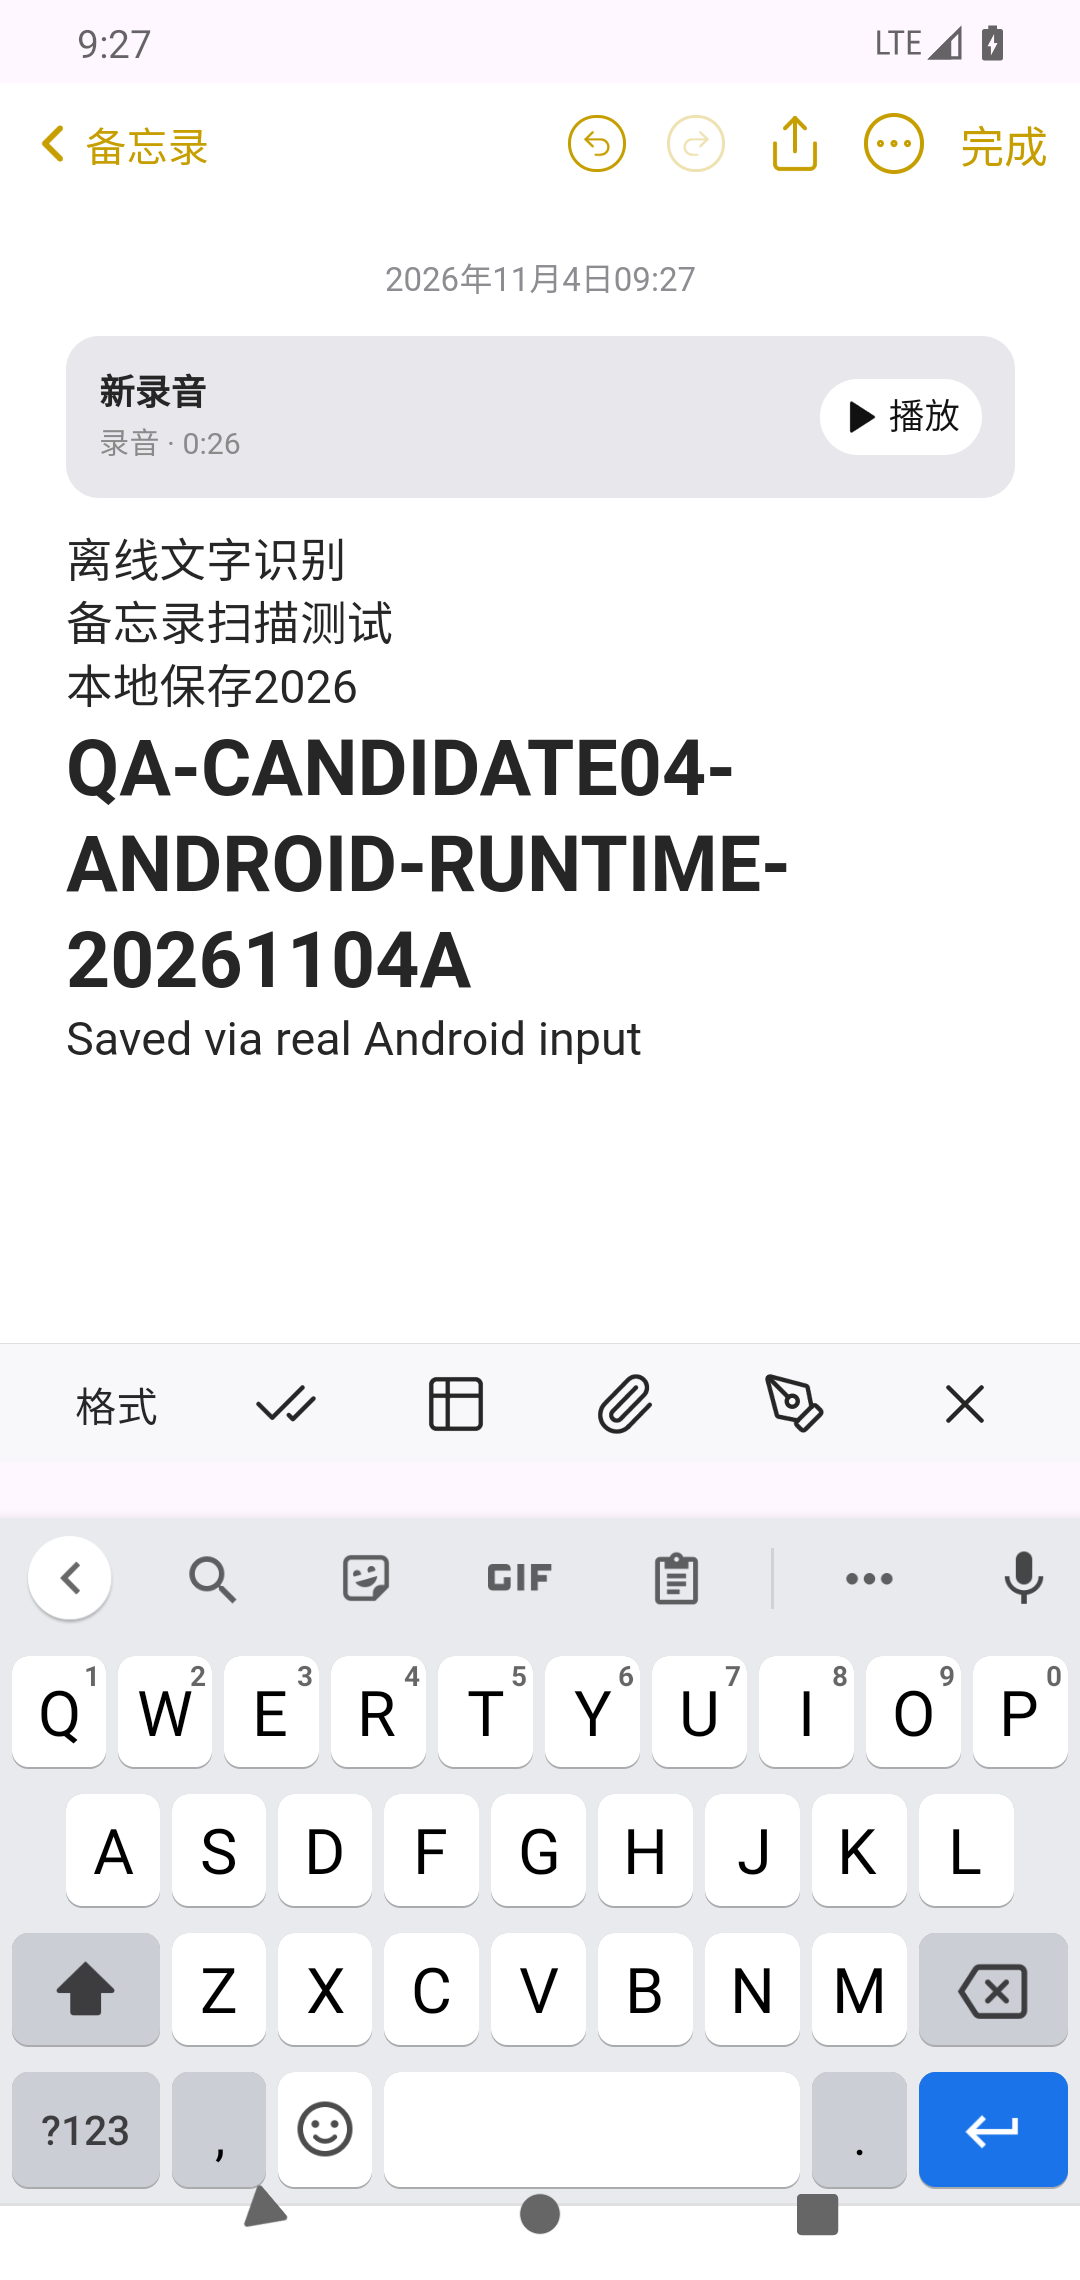 9:27 LTE
备忘录 完成
2026年11月4日09:27
新录音
录音 · 0:26
播放
离线文字识别
备忘录扫描测试
本地保存2026
QA-CANDIDATE04-
ANDROID-RUNTIME-
20261104A
Saved via real Android input
格式
GIF
Q 1 W 2 E 3 R 4 T 5 Y 6 U 7 I 8 O 9 P 0
A S D F G H J K L
Z X C V B N M
?123 , .